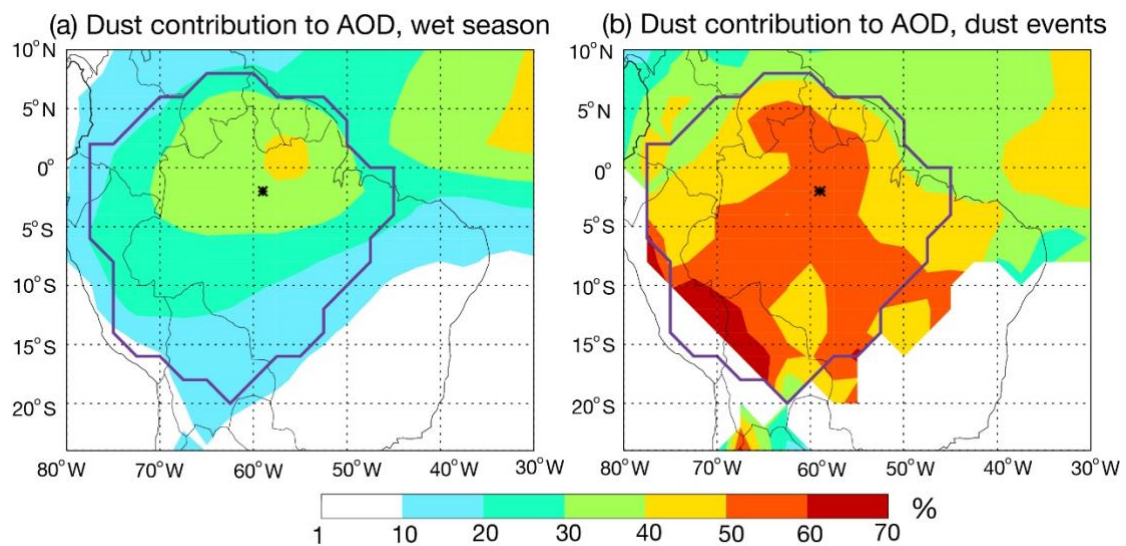 (a) Dust contribution to AOD, wet season
(b) Dust contribution to AOD, dust events
10°N
5°N
0°
5°S
10°S
15°S
20°S
80°W 70°W 60°W 50°W 40°W 30°W
10°N
5°N
0°
5°S
10°S
15°S
20°S
80°W 70°W 60°W 50°W 40°W 30°W
1 10 20 30 40 50 60 70 %